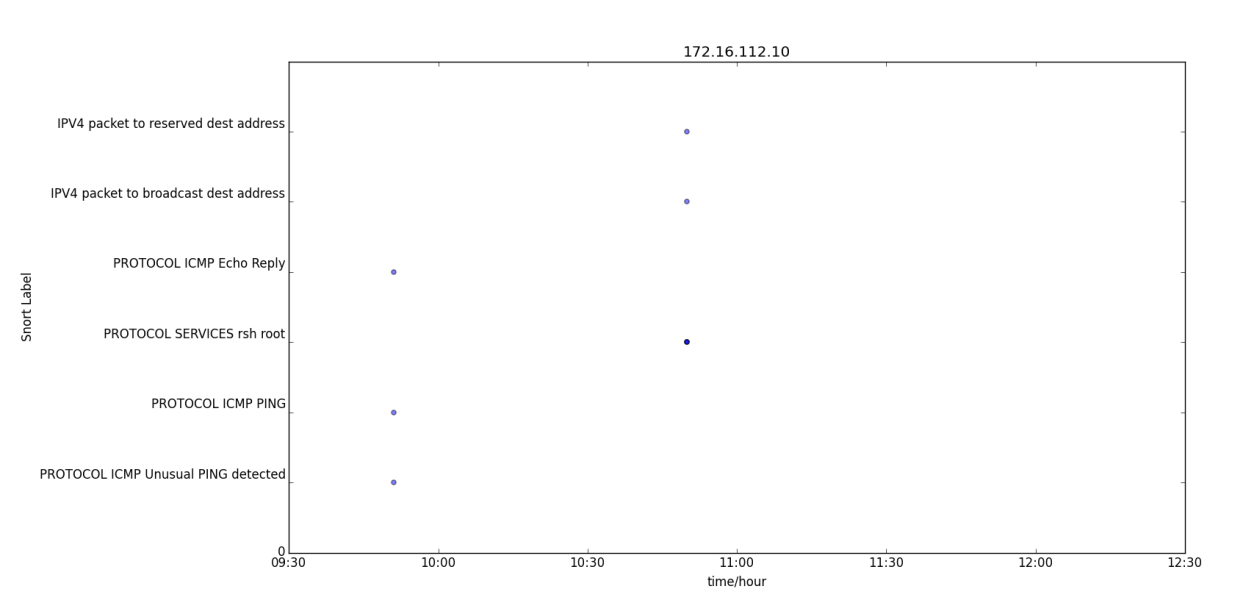 172.16.112.10
IPV4 packet to reserved dest address
IPV4 packet to broadcast dest address
PROTOCOL ICMP Echo Reply
Snort Label
PROTOCOL SERVICES rsh root
PROTOCOL ICMP PING
PROTOCOL ICMP Unusual PING detected
0
09:30 10:00 10:30 11:00 11:30 12:00 12:30
time/hour